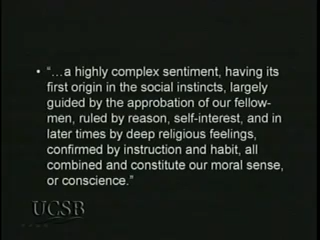 • "...a highly complex sentiment, having its
first origin in the social instincts, largely
guided by the approbation of our fellow-
men, ruled by reason, self-interest, and in
later times by deep religious feelings,
confirmed by instruction and habit, all
combined and constitute our moral sense,
or conscience."
UCSB